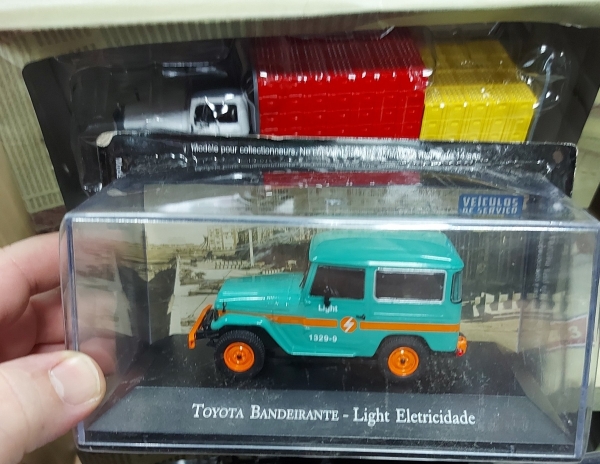 Modèle pour collectionneurs.
VEÍCULOS
DE SERVIÇO
Light
1329-9
TOYOTA BANDEIRANTE - Light Eletricidade